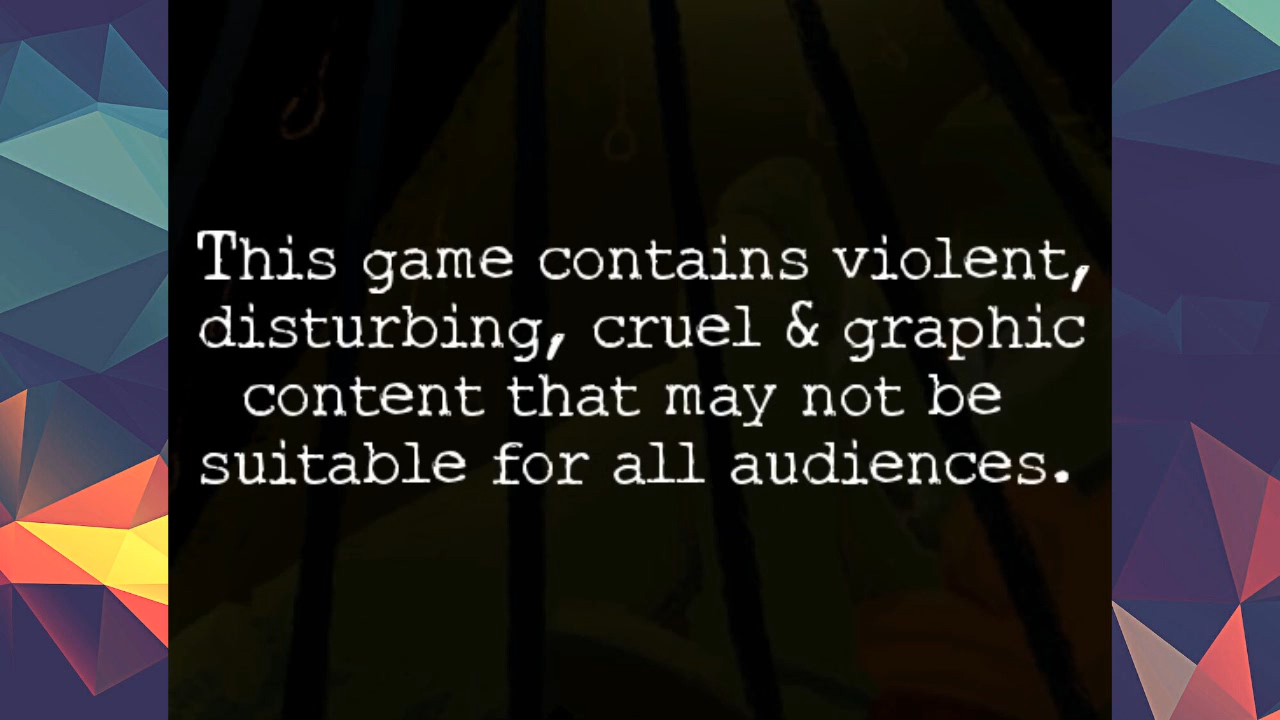 This game contains violent,
disturbing, cruel & graphic
content that may not be
suitable for all audiences.